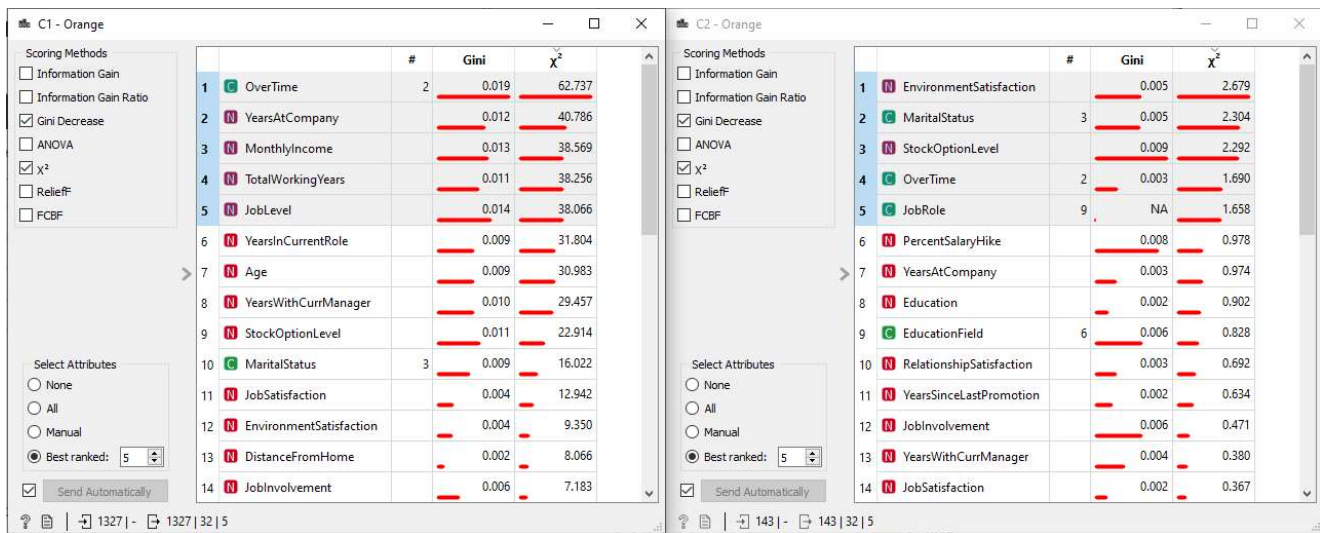 C1 - Orange
Scoring Methods
Information Gain
Information Gain Ratio
Gini Decrease
ANOVA
X²
ReliefF
FCBF
Select Attributes
None
All
Manual
Best ranked: 5
Send Automatically
# Gini χ²
1 C OverTime 2 0.019 62.737
2 N YearsAtCompany 0.012 40.786
3 N MonthlyIncome 0.013 38.569
4 N TotalWorkingYears 0.011 38.256
5 N JobLevel 0.014 38.066
6 N YearsInCurrentRole 0.009 31.804
7 N Age 0.009 30.983
8 N YearsWithCurrManager 0.010 29.457
9 N StockOptionLevel 0.011 22.914
10 C MaritalStatus 3 0.009 16.022
11 N JobSatisfaction 0.004 12.942
12 N EnvironmentSatisfaction 0.004 9.350
13 N DistanceFromHome 0.002 8.066
14 N JobInvolvement 0.006 7.183
? 1327 | - 1327 | 32 | 5
C2 - Orange
Scoring Methods
Information Gain
Information Gain Ratio
Gini Decrease
ANOVA
X²
ReliefF
FCBF
Select Attributes
None
All
Manual
Best ranked: 5
Send Automatically
# Gini χ²
1 N EnvironmentSatisfaction 0.005 2.679
2 C MaritalStatus 3 0.005 2.304
3 N StockOptionLevel 0.009 2.292
4 C OverTime 2 0.003 1.690
5 C JobRole 9 NA 1.658
6 N PercentSalaryHike 0.008 0.978
7 N YearsAtCompany 0.003 0.974
8 N Education 0.002 0.902
9 C EducationField 6 0.006 0.828
10 N RelationshipSatisfaction 0.003 0.692
11 N YearsSinceLastPromotion 0.002 0.634
12 N JobInvolvement 0.006 0.471
13 N YearsWithCurrManager 0.004 0.380
14 N JobSatisfaction 0.002 0.367
? 143 | - 143 | 32 | 5